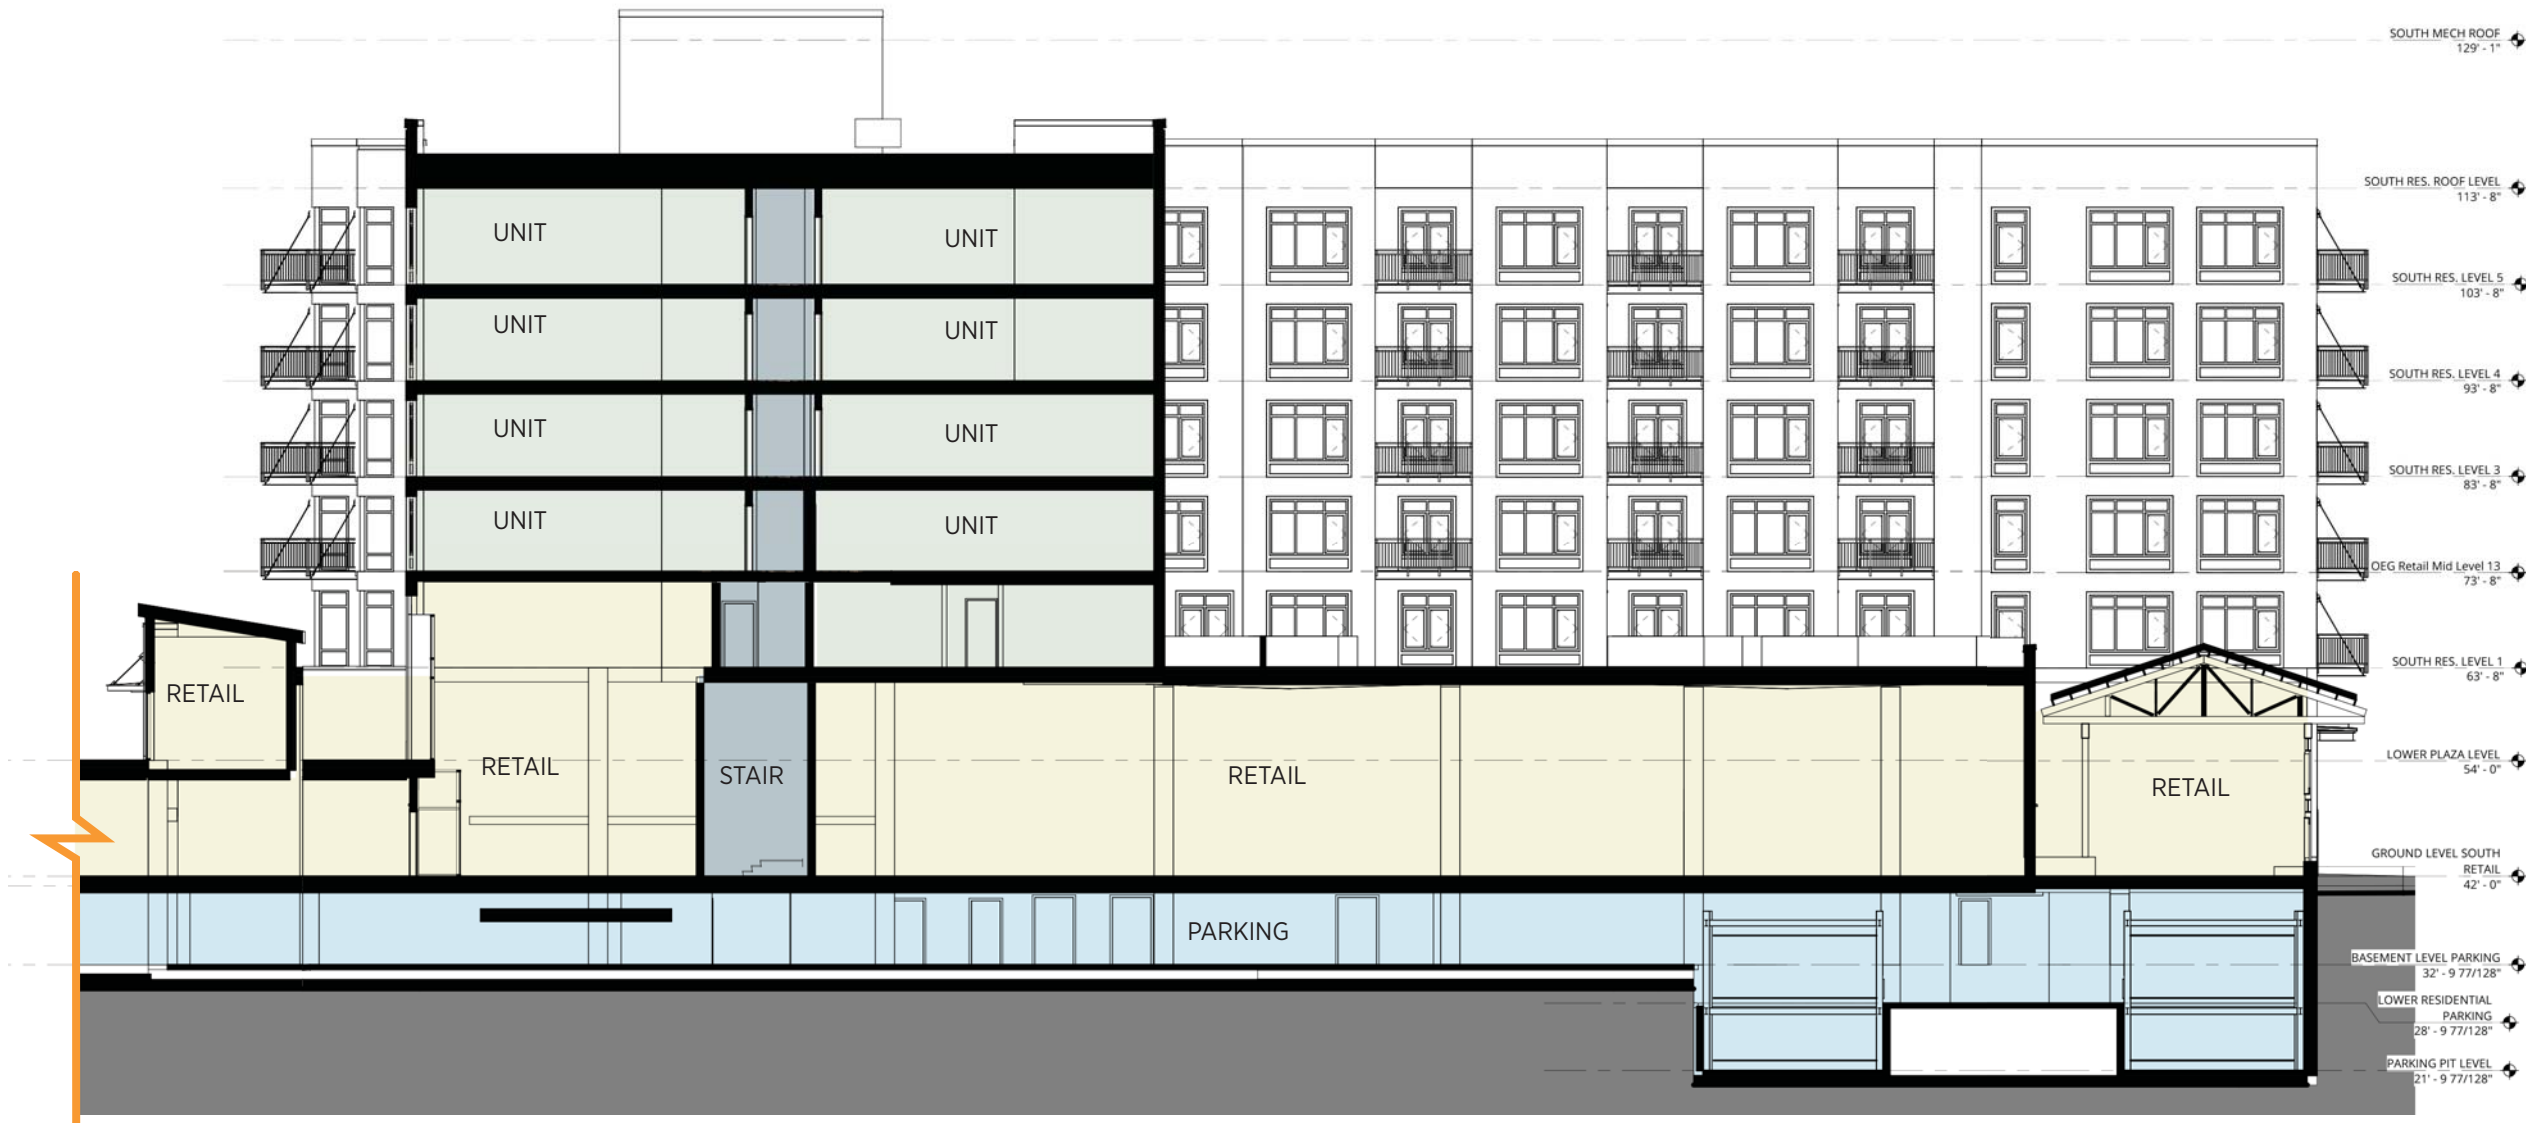 SOUTH MECH ROOF
129' - 1"
SOUTH RES. ROOF LEVEL
113' - 8"
UNIT
UNIT
SOUTH RES. LEVEL 5
103' - 8"
UNIT
UNIT
SOUTH RES. LEVEL 4
93' - 8"
UNIT
UNIT
SOUTH RES. LEVEL 3
83' - 8"
UNIT
UNIT
OEG Retail Mid Level 13
73' - 8"
SOUTH RES. LEVEL 1
63' - 8"
RETAIL
RETAIL
STAIR
RETAIL
RETAIL
LOWER PLAZA LEVEL
54' - 0"
GROUND LEVEL SOUTH
RETAIL
42' - 0"
PARKING
BASEMENT LEVEL PARKING
32' - 9 77/128"
LOWER RESIDENTIAL
PARKING
28' - 9 77/128"
PARKING PIT LEVEL
21' - 9 77/128"